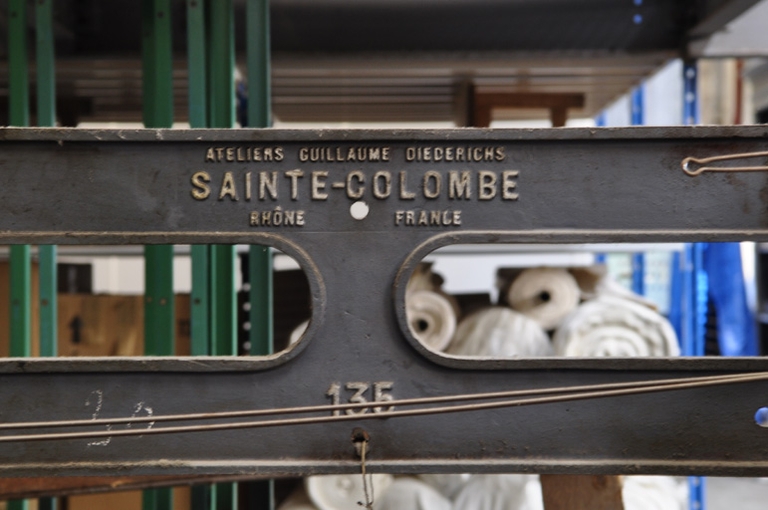 ATELIERS GUILLAUME DIEDERICHS
SAINTE-COLOMBE
RHÔNE FRANCE
135